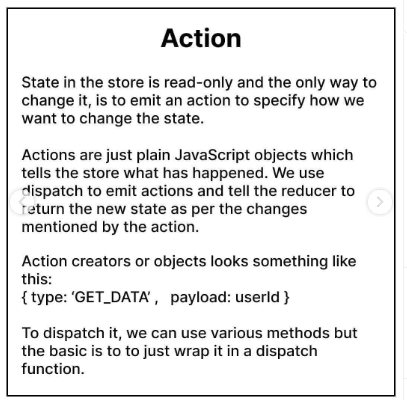 Action
State in the store is read-only and the only way to
change it, is to emit an action to specify how we
want to change the state.
Actions are just plain JavaScript objects which
tells the store what has happened. We use
dispatch to emit actions and tell the reducer to
return the new state as per the changes
mentioned by the action.
Action creators or objects looks something like
this:
{ type: ‘GET_DATA’ ,   payload: userId }
To dispatch it, we can use various methods but
the basic is to to just wrap it in a dispatch
function.